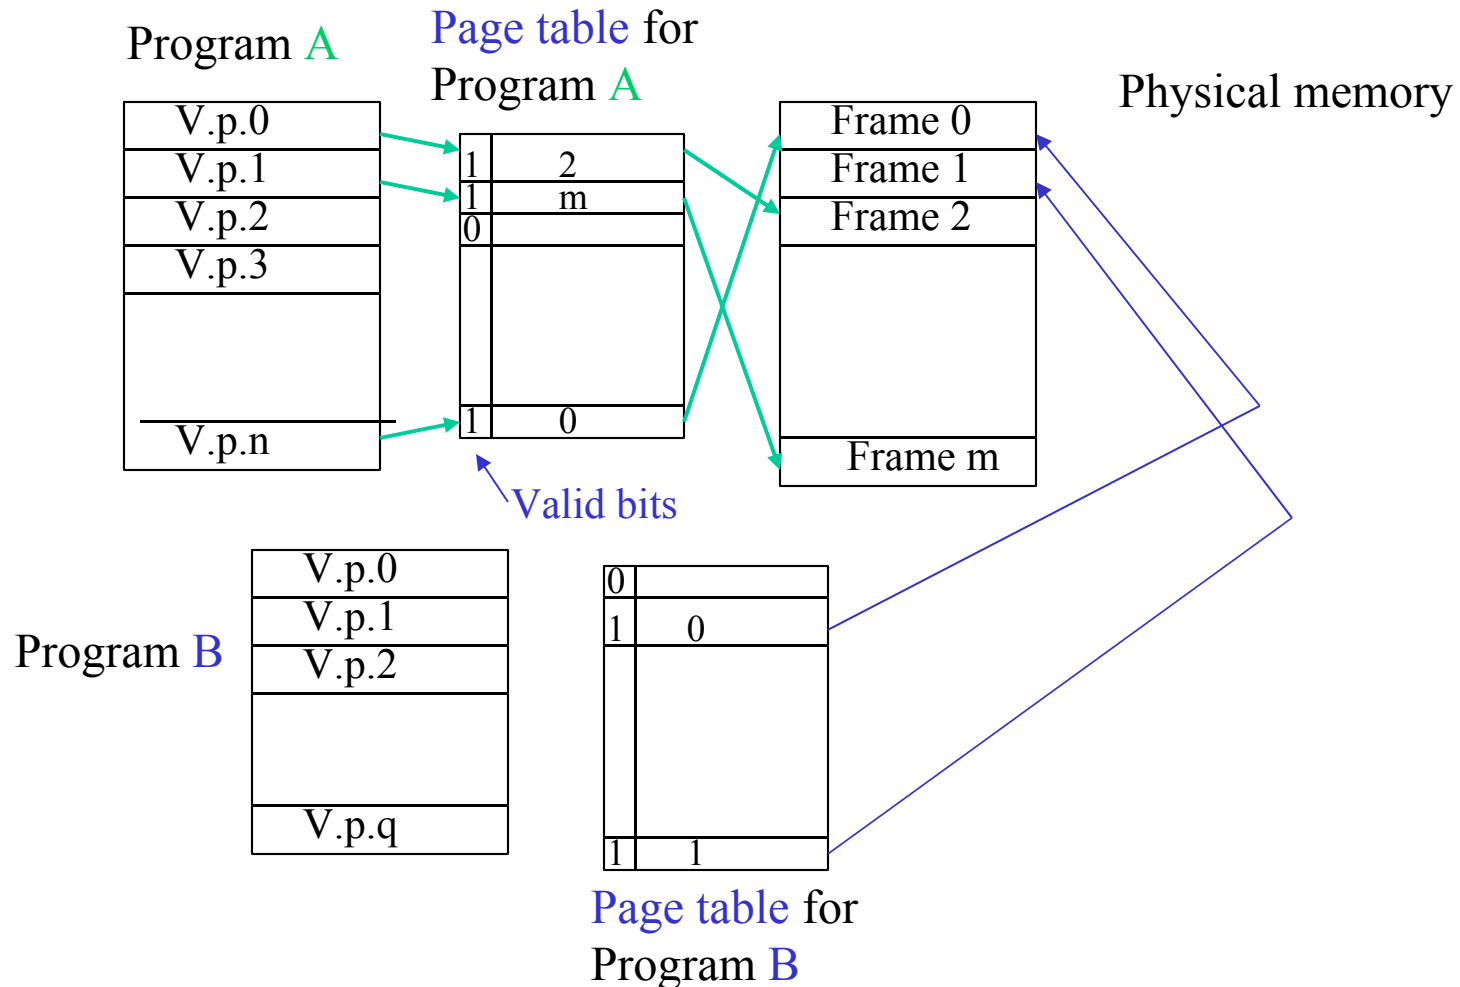 Program A
Page table for
Program A
Physical memory
V.p.0
V.p.1
V.p.2
V.p.3
V.p.n
1 2
1 m
0
1 0
Valid bits
Frame 0
Frame 1
Frame 2
Frame m
Program B
V.p.0
V.p.1
V.p.2
V.p.q
0
1 0
1 1
Page table for
Program B